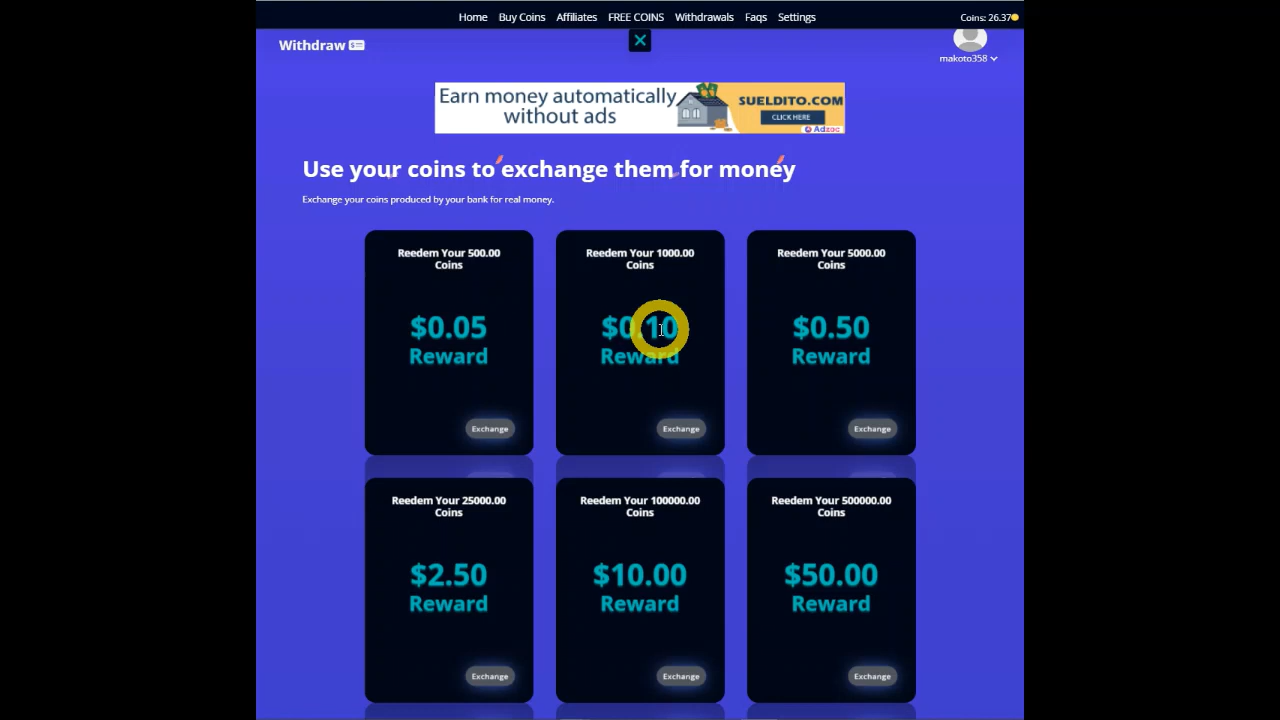 Home Buy Coins Affiliates FREE COINS Withdrawals Faqs Settings Coins: 26.37
Withdraw
makoto358
Earn money automatically
without ads
SUELDITO.COM
CLICK HERE
Adzoc
Use your coins to exchange them for money
Exchange your coins produced by your bank for real money.
Reedem Your 500.00
Coins
$0.05
Reward
Exchange
Reedem Your 1000.00
Coins
$0.10
Reward
Exchange
Reedem Your 5000.00
Coins
$0.50
Reward
Exchange
Reedem Your 25000.00
Coins
$2.50
Reward
Exchange
Reedem Your 100000.00
Coins
$10.00
Reward
Exchange
Reedem Your 500000.00
Coins
$50.00
Reward
Exchange